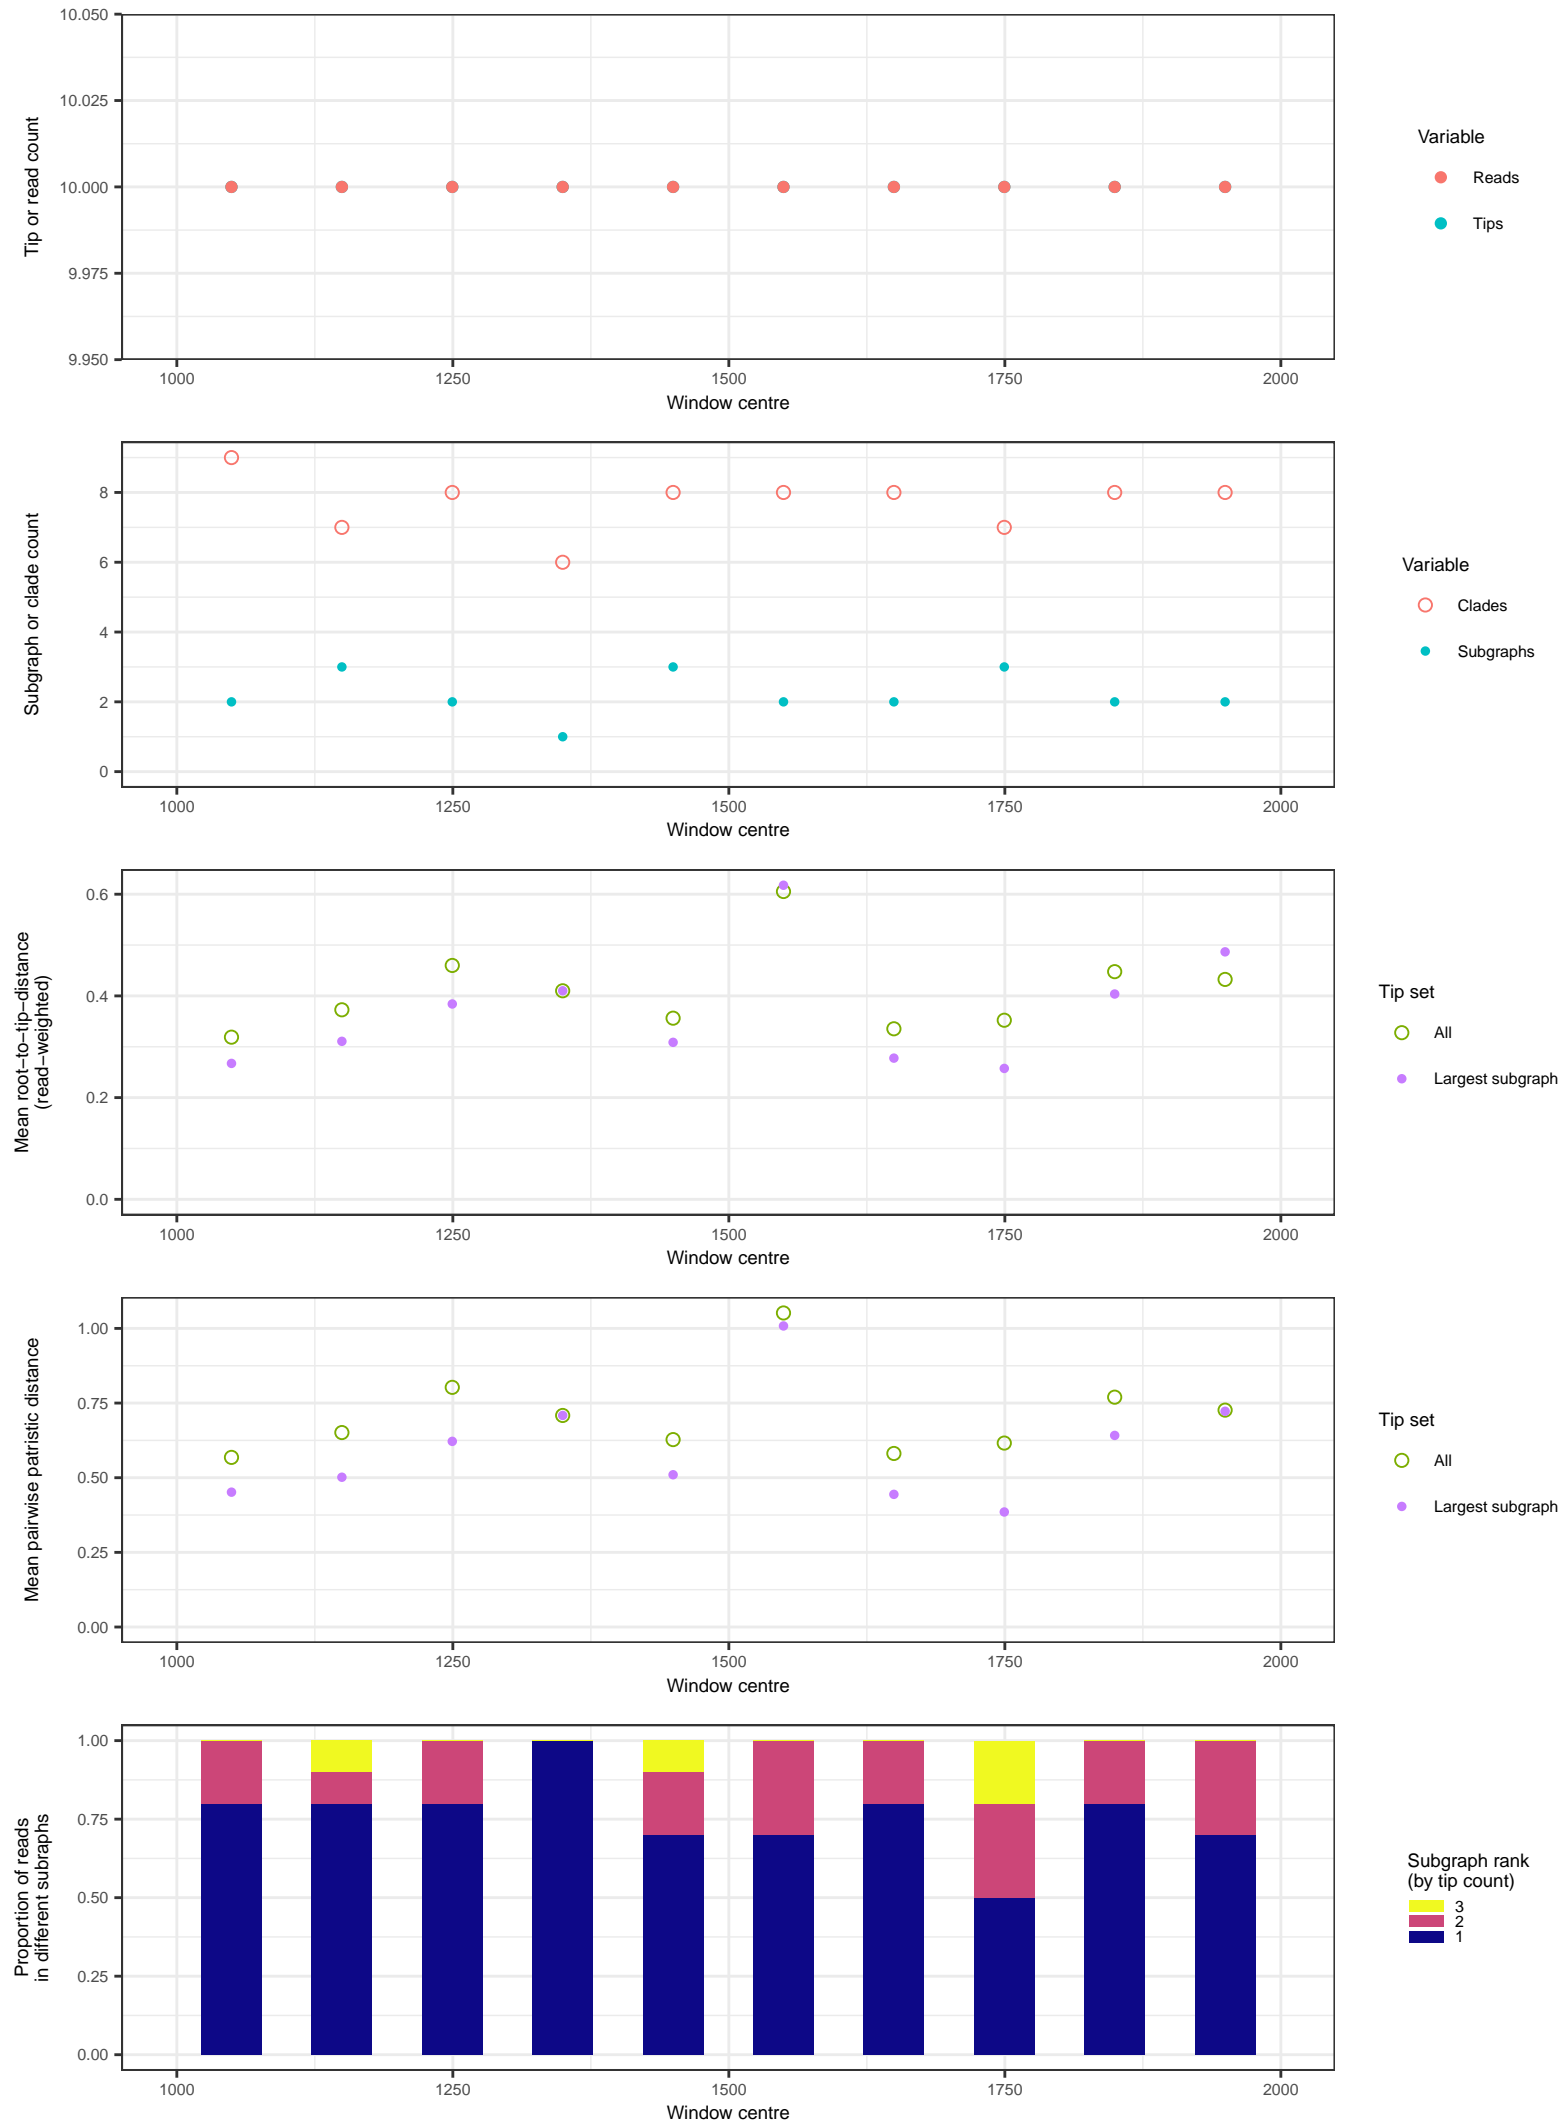 10.050
10.025
10.000
9.975
9.950
Tip or read count
1000 1250 1500 1750 2000
Window centre
Variable
Reads
Tips
8
6
4
2
0
Subgraph or clade count
1000 1250 1500 1750 2000
Window centre
Variable
Clades
Subgraphs
0.6
0.4
0.2
0.0
Mean root−to−tip−distance
(read−weighted)
1000 1250 1500 1750 2000
Window centre
Tip set
All
Largest subgraph
1.00
0.75
0.50
0.25
0.00
Mean pairwise patristic distance
1000 1250 1500 1750 2000
Window centre
Tip set
All
Largest subgraph
1.00
0.75
0.50
0.25
0.00
Proportion of reads
in different subraphs
1000 1250 1500 1750 2000
Window centre
Subgraph rank
(by tip count)
3
2
1